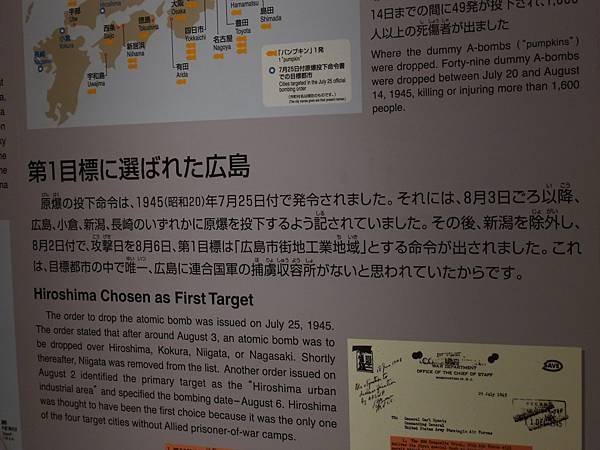 宇部
Ube
大阪
Osaka
徳島
Tokushima
西条
Saijo
新居浜
Niihama
宇和島
Uwajima
有田
Arida
四日市
Yokkaichi
名古屋
Nagoya
豊田
Toyota
Hamamatsu
島田
Shimada
「パンプキン」1発
1"pumpkin"
7月25日付原爆投下命令書
での目標都市
Cities targeted in the July 25 official
bombing order
14日までの間に49発が投下され、1,600
人以上の死傷者が出ました
Where the dummy A-bombs ("pumpkins")
were dropped. Forty-nine dummy A-bombs
were dropped between July 20 and August
14, 1945, killing or injuring more than 1,600
people.
第1目標に選ばれた広島
原爆の投下命令は、1945(昭和20)年7月25日付で発令されました。それには、8月3日ごろ以降、
広島、小倉、新潟、長崎のいずれかに原爆を投下するよう記されていました。その後、新潟を除外し、
8月2日付で、攻撃日を8月6日、第1目標は「広島市街地工業地域」とする命令が出されました。これ
は、目標都市の中で唯一、広島に連合国軍の捕虜収容所がないと思われていたからです。
Hiroshima Chosen as First Target
The order to drop the atomic bomb was issued on July 25, 1945.
The order stated that after around August 3, an atomic bomb was to
be dropped over Hiroshima, Kokura, Niigata, or Nagasaki. Shortly
thereafter, Niigata was removed from the list. Another order issued on
August 2 identified the primary target as the "Hiroshima urban
industrial area" and specified the bombing date–August 6. Hiroshima
was thought to have been the first choice because it was the only one
of the four target cities without Allied prisoner-of-war camps.
WAR DEPARTMENT
OFFICE OF THE CHIEF OF STAFF
SAVE
TO: General Carl Spaatz
Commanding General
United States Army Strategic Air Forces